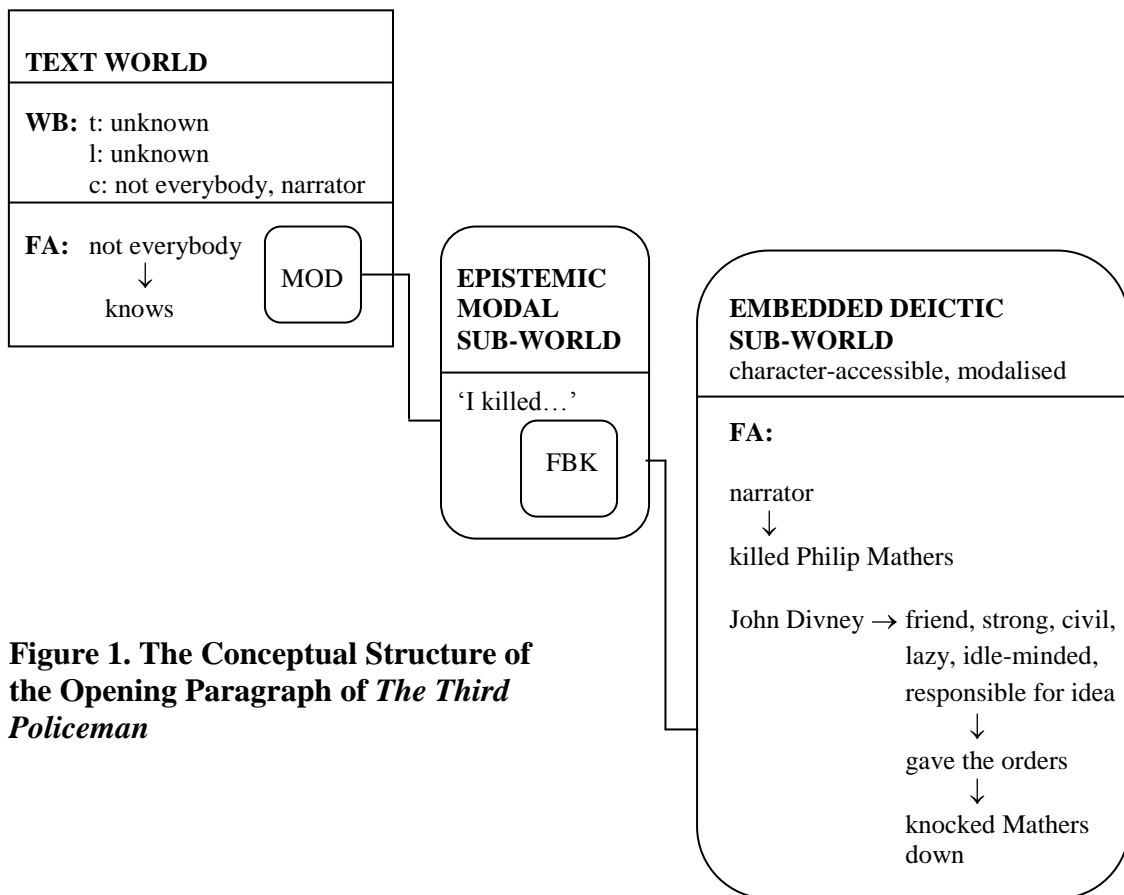 TEXT WORLD
WB: t: unknown
l: unknown
c: not everybody, narrator
FA: not everybody
↓
knows
MOD
EPISTEMIC
MODAL
SUB-WORLD
‘I killed…’
FBK
EMBEDDED DEICTIC
SUB-WORLD
character-accessible, modalised
FA:
narrator
↓
killed Philip Mathers
John Divney → friend, strong, civil,
lazy, idle-minded,
responsible for idea
↓
gave the orders
↓
knocked Mathers
down
Figure 1. The Conceptual Structure of
the Opening Paragraph of The Third
Policeman